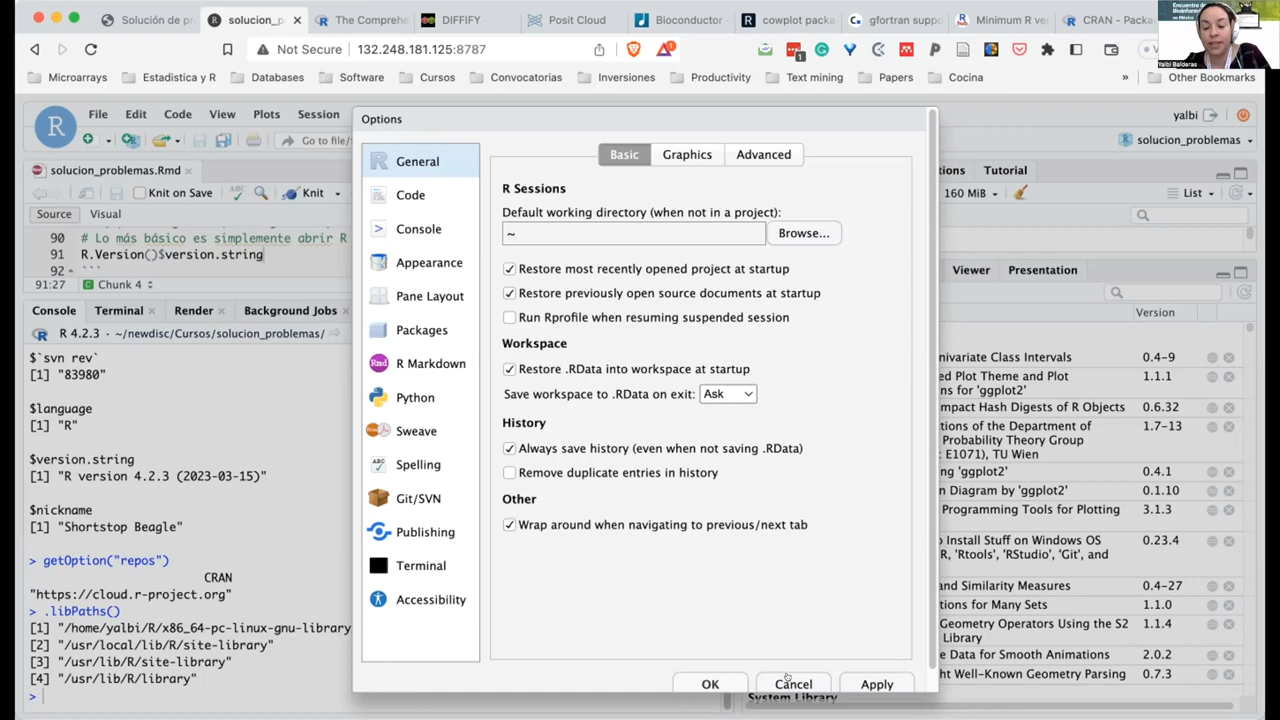 Solución de pr
solucion_p
The Compreher
DIFFIFY
Posit Cloud
Bioconductor -
cowplot packa
gfortran suppo
Minimum R ve
CRAN - Packa
Not Secure
132.248.181.125:8787
Microarrays
Estadistica y R
Databases
Software
Cursos
Convocatorias
Inversiones
Productivity
Text mining
Papers
Cocina
»
Other Bookmarks
Yalbi Balderas
File
Edit
Code
View
Plots
Session
yalbi
Go to file/
solucion_problemas
solucion_problemas.Rmd
Knit on Save
Knit
Source
Visual
90 # Lo más básico es simplemente abrir R
91 R.Version()$version.string
92 ```
91:27
Chunk 4
Console
Terminal
Render
Background Jobs
R 4.2.3 · ~/newdisc/Cursos/solucion_problemas/
$`svn rev`
[1] "83980"
$language
[1] "R"
$version.string
[1] "R version 4.2.3 (2023-03-15)"
$nickname
[1] "Shortstop Beagle"
> getOption("repos")
CRAN
"https://cloud.r-project.org"
> .libPaths()
[1] "/home/yalbi/R/x86_64-pc-linux-gnu-library
[2] "/usr/local/lib/R/site-library"
[3] "/usr/lib/R/site-library"
[4] "/usr/lib/R/library"
>
Options
General
Code
Console
Appearance
Pane Layout
Packages
R Markdown
Python
Sweave
Spelling
Git/SVN
Publishing
Terminal
Accessibility
Basic
Graphics
Advanced
R Sessions
Default working directory (when not in a project):
~
Browse...
Restore most recently opened project at startup
Restore previously open source documents at startup
Run Rprofile when resuming suspended session
Workspace
Restore .RData into workspace at startup
Save workspace to .RData on exit:
Ask
History
Always save history (even when not saving .RData)
Remove duplicate entries in history
Other
Wrap around when navigating to previous/next tab
OK
Cancel
Apply
tions
Tutorial
160 MiB
List
Viewer
Presentation
Version
nivariate Class Intervals 0.4-9
ed Plot Theme and Plot 1.1.1
ons for 'ggplot2'
mpact Hash Digests of R Objects 0.6.32
tions of the Department of 1.7-13
Probability Theory Group
E1071), TU Wien
ng 'ggplot2' 0.4.1
n Diagram by 'ggplot2' 0.1.10
Programming Tools for Plotting 3.1.3
o Install Stuff on Windows OS 0.23.4
R, 'Rtools', 'RStudio', 'Git', and
and Similarity Measures 0.4-27
tions for Many Sets 1.1.0
Geometry Operators Using the S2 1.1.4
Library
e Data for Smooth Animations 2.0.2
ght Well-Known Geometry Parsing 0.7.3
System Library